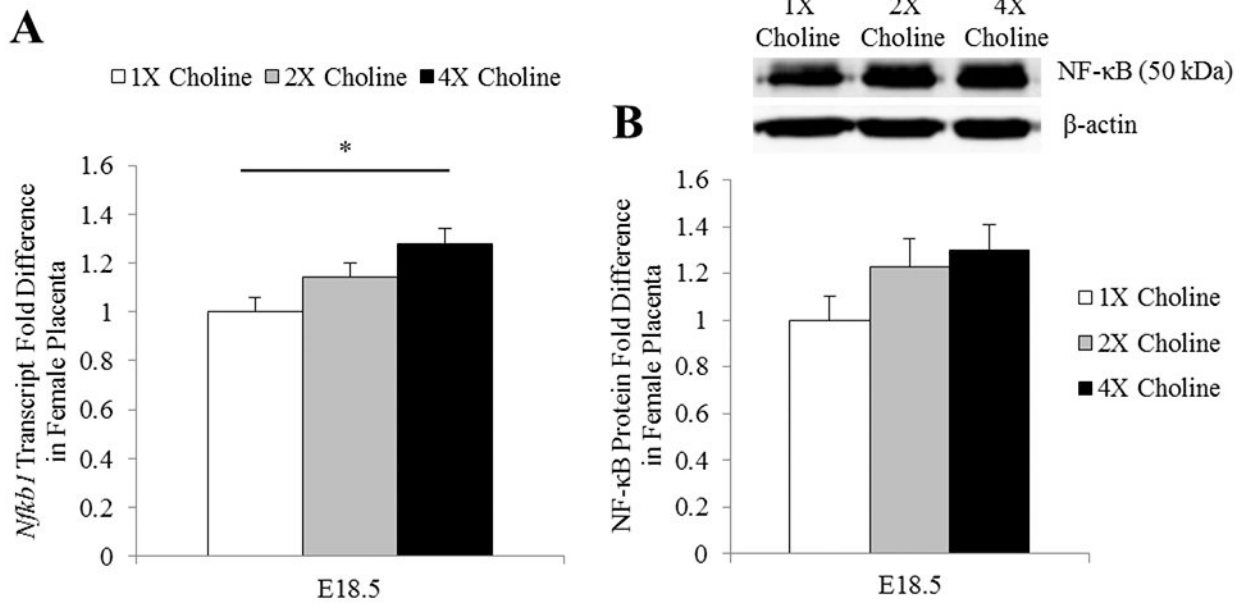 A
1X Choline 2X Choline 4X Choline
*
1.6
1.4
1.2
1
0.8
0.6
0.4
0.2
0
Nfkb1 Transcript Fold Difference
in Female Placenta
E18.5
1X
Choline
2X
Choline
4X
Choline
NF-κB (50 kDa)
β-actin
B
1.6
1.4
1.2
1
0.8
0.6
0.4
0.2
0
NF-κB Protein Fold Difference
in Female Placenta
E18.5
1X Choline
2X Choline
4X Choline